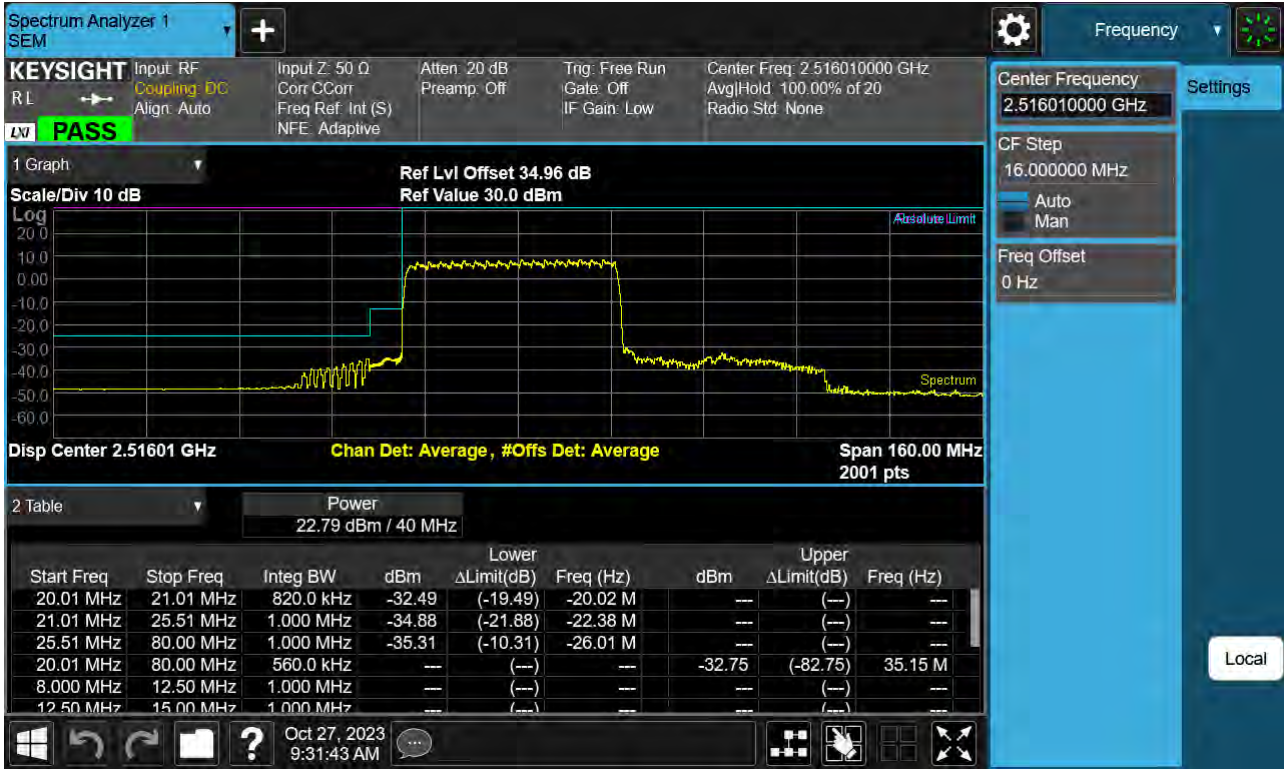 Spectrum Analyzer 1
SEM
+
Frequency
KEYSIGHT
R L
LXI
PASS
Input: RF
Coupling: DC
Align: Auto
Input Z: 50 Ω
Corr CCorr
Freq Ref: Int (S)
NFE: Adaptive
Atten: 20 dB
Preamp: Off
Trig: Free Run
Gate: Off
IF Gain: Low
Center Freq: 2.516010000 GHz
Avg|Hold: 100.00% of 20
Radio Std: None
Center Frequency
2.516010000 GHz
Settings
CF Step
16.000000 MHz
Auto
Man
Freq Offset
0 Hz
Local
1 Graph
Scale/Div 10 dB
Ref Lvl Offset 34.96 dB
Ref Value 30.0 dBm
Log
20.0
10.0
0.00
-10.0
-20.0
-30.0
-40.0
-50.0
-60.0
Absolute Limit
Spectrum
Disp Center 2.51601 GHz
Chan Det: Average, #Offs Det: Average
Span 160.00 MHz
2001 pts
2 Table
Power
22.79 dBm / 40 MHz
Lower Upper
Start Freq Stop Freq Integ BW dBm ΔLimit(dB) Freq (Hz) dBm ΔLimit(dB) Freq (Hz)
20.01 MHz 21.01 MHz 820.0 kHz -32.49 (-19.49) -20.02 M --- (---) ---
21.01 MHz 25.51 MHz 1.000 MHz -34.88 (-21.88) -22.38 M --- (---) ---
25.51 MHz 80.00 MHz 1.000 MHz -35.31 (-10.31) -26.01 M --- (---) ---
20.01 MHz 80.00 MHz 560.0 kHz --- (---) --- -32.75 (-82.75) 35.15 M
8.000 MHz 12.50 MHz 1.000 MHz --- (---) --- --- (---) ---
12.50 MHz 15.00 MHz 1.000 MHz --- (---) --- --- (---) ---
?
Oct 27, 2023
9:31:43 AM